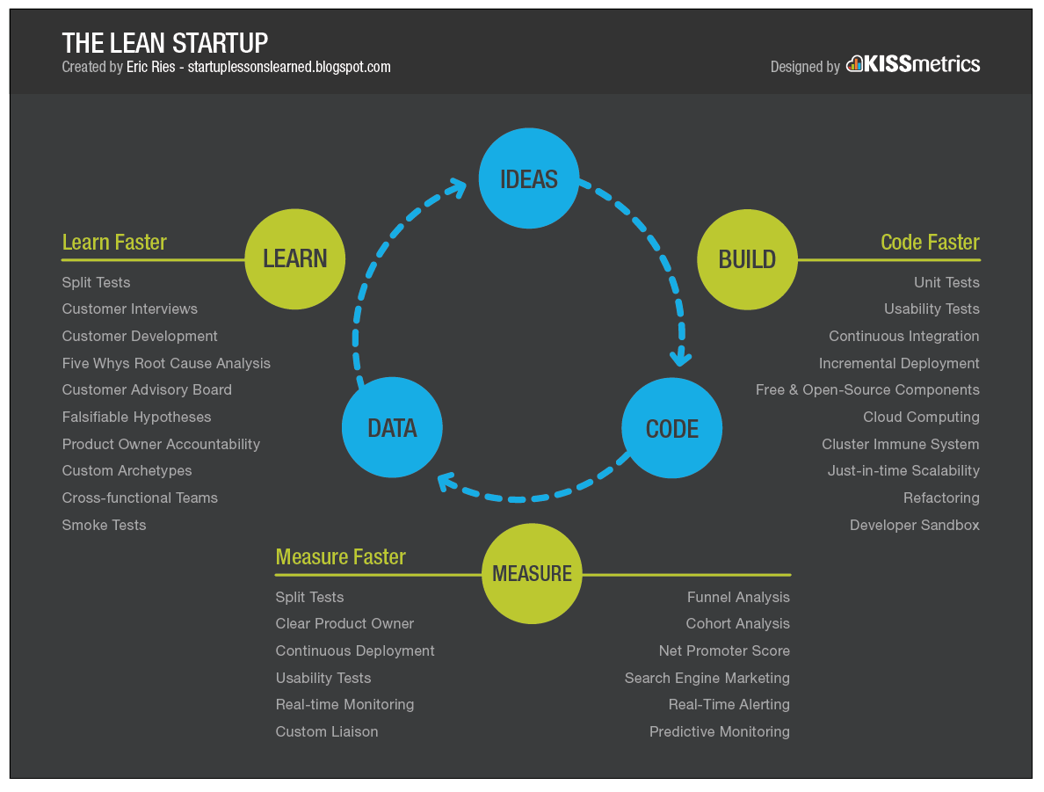 THE LEAN STARTUP
Created by Eric Ries - startuplessonslearned.blogspot.com
Designed by KISSmetrics
IDEAS
LEARN
BUILD
DATA
CODE
MEASURE
Learn Faster
Split Tests
Customer Interviews
Customer Development
Five Whys Root Cause Analysis
Customer Advisory Board
Falsifiable Hypotheses
Product Owner Accountability
Custom Archetypes
Cross-functional Teams
Smoke Tests
Code Faster
Unit Tests
Usability Tests
Continuous Integration
Incremental Deployment
Free & Open-Source Components
Cloud Computing
Cluster Immune System
Just-in-time Scalability
Refactoring
Developer Sandbox
Measure Faster
Split Tests
Clear Product Owner
Continuous Deployment
Usability Tests
Real-time Monitoring
Custom Liaison
Funnel Analysis
Cohort Analysis
Net Promoter Score
Search Engine Marketing
Real-Time Alerting
Predictive Monitoring